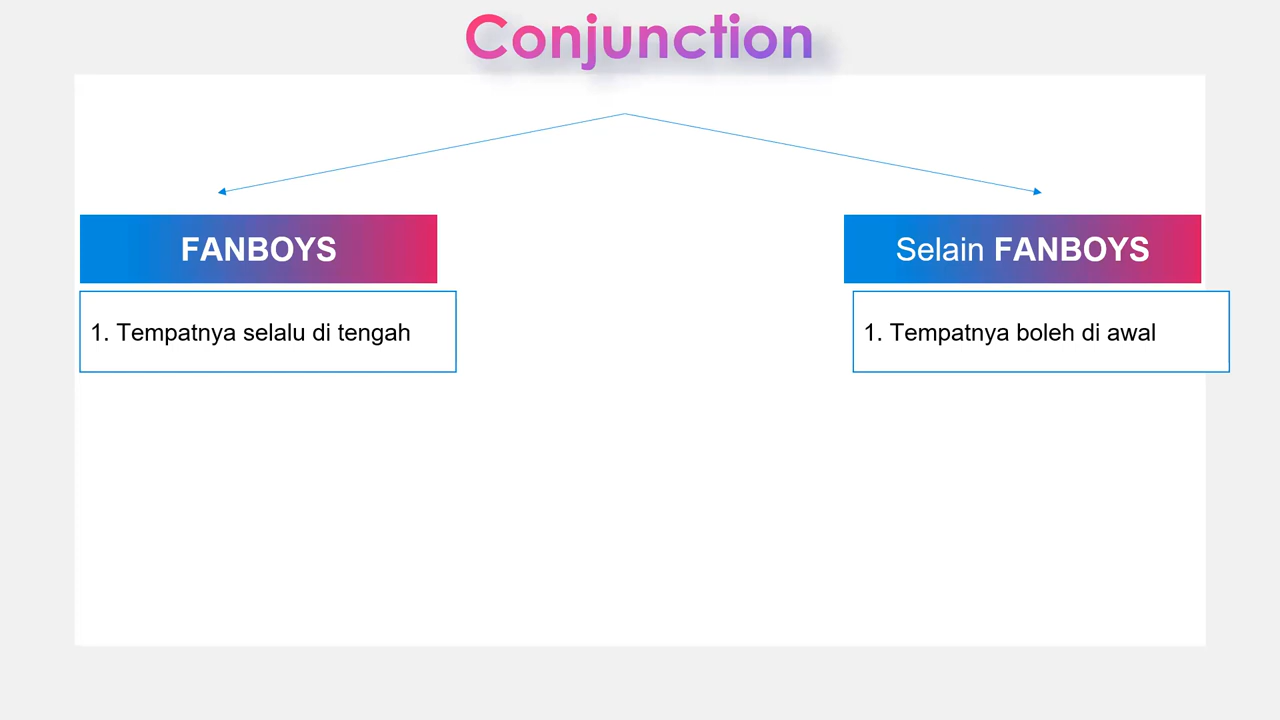 Conjunction
FANBOYS
Selain FANBOYS
1. Tempatnya selalu di tengah
1. Tempatnya boleh di awal